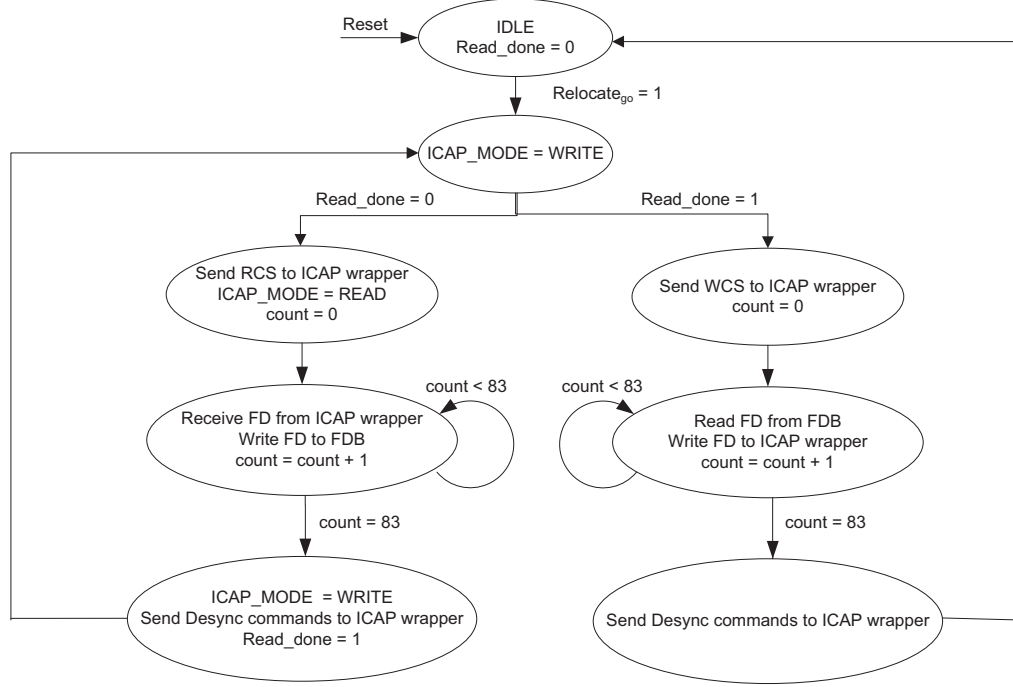 Reset
IDLE
Read_done = 0
Relocatego = 1
ICAP_MODE = WRITE
Read_done = 0
Read_done = 1
Send RCS to ICAP wrapper
ICAP_MODE = READ
count = 0
Send WCS to ICAP wrapper
count = 0
count < 83
count < 83
Receive FD from ICAP wrapper
Write FD to FDB
count = count + 1
Read FD from FDB
Write FD to ICAP wrapper
count = count + 1
count = 83
count = 83
ICAP_MODE = WRITE
Send Desync commands to ICAP wrapper
Read_done = 1
Send Desync commands to ICAP wrapper